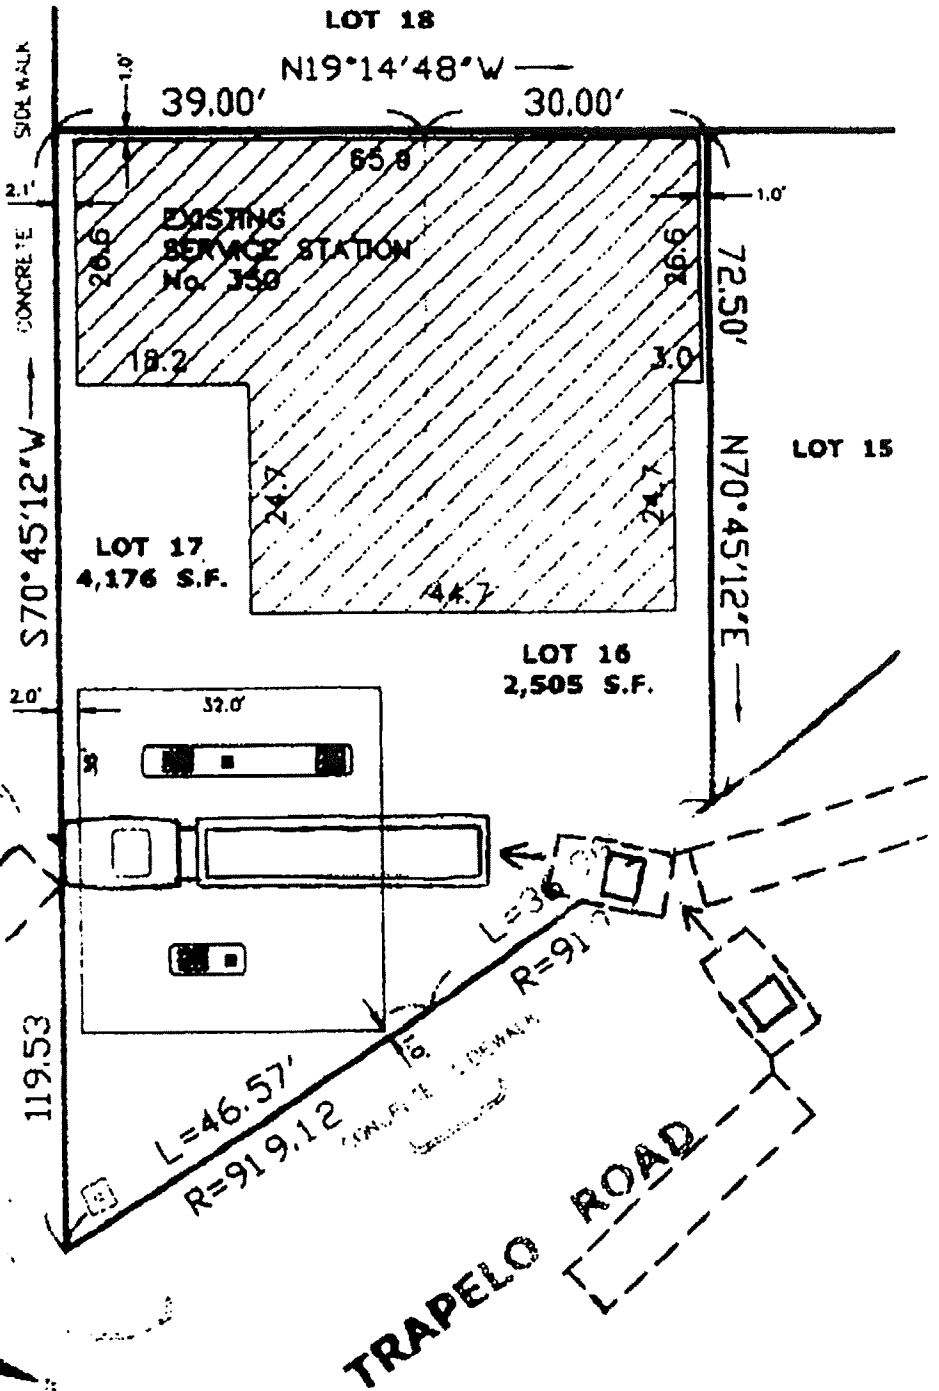 LOT 18
N19°14'48"W
SIDEWALK
1.0'
39.00'
30.00'
65.8
2.1'
1.0'
EXISTING
SERVICE STATION
No. 350
26.6
26.6
72.50'
CONCRETE
18.2
3.0
S70°45'12"W
N70°45'12"E
LOT 15
24.7
24.7
LOT 17
4,176 S.F.
44.7
LOT 16
2,505 S.F.
2.0'
32.0'
L=36
R=91
119.53
L=46.57'
R=919.12
CONCRETE SIDEWALK
TRAPELO ROAD